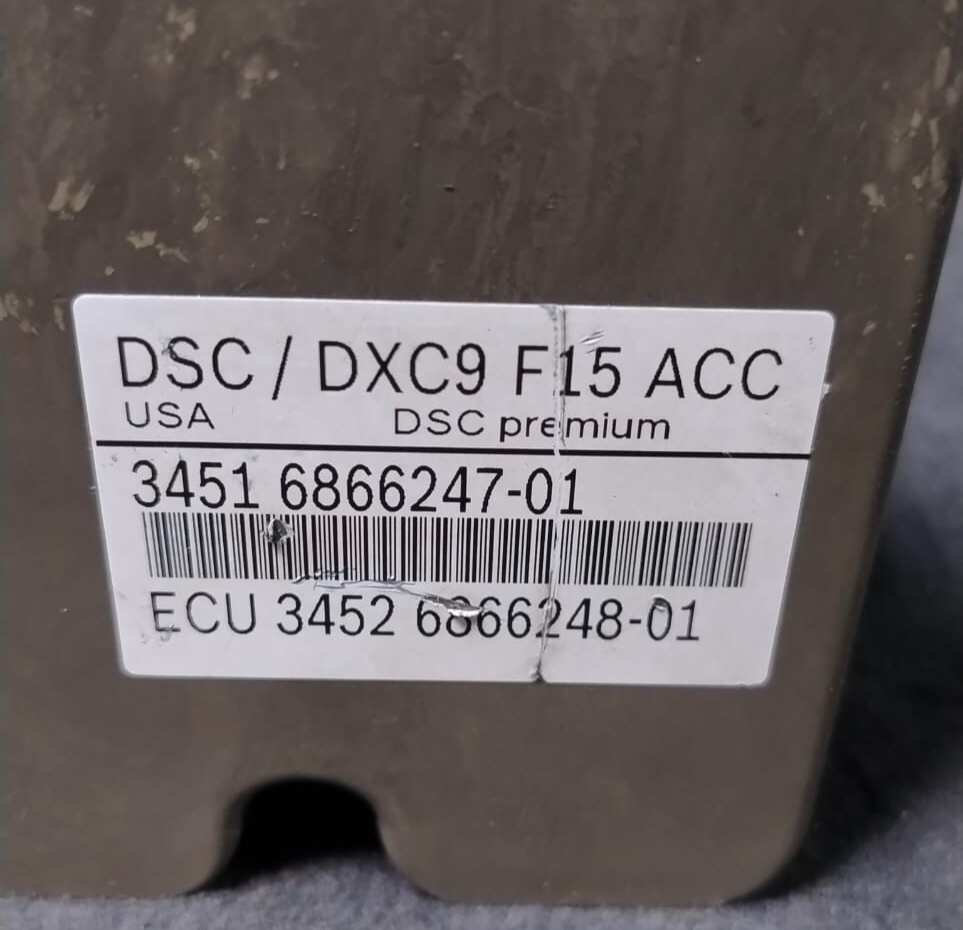 DSC / DXC9 F15 ACC
USA DSC premium
3451 6866247-01
ECU 3452 6866248-01